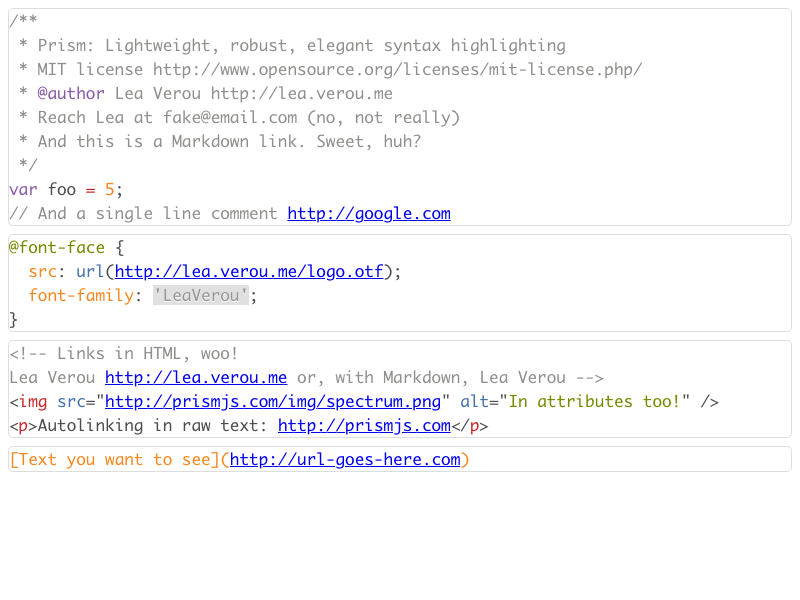 /**
 * Prism: Lightweight, robust, elegant syntax highlighting
 * MIT license http://www.opensource.org/licenses/mit-license.php/
 * @author Lea Verou http://lea.verou.me
 * Reach Lea at fake@email.com (no, not really)
 * And this is a Markdown link. Sweet, huh?
 */
var foo = 5;
// And a single line comment http://google.com
@font-face {
  src: url(http://lea.verou.me/logo.otf);
  font-family: 'LeaVerou';
}
<!-- Links in HTML, woo!
Lea Verou http://lea.verou.me or, with Markdown, Lea Verou -->
<img src="http://prismjs.com/img/spectrum.png" alt="In attributes too!" />
<p>Autolinking in raw text: http://prismjs.com</p>
[Text you want to see](http://url-goes-here.com)